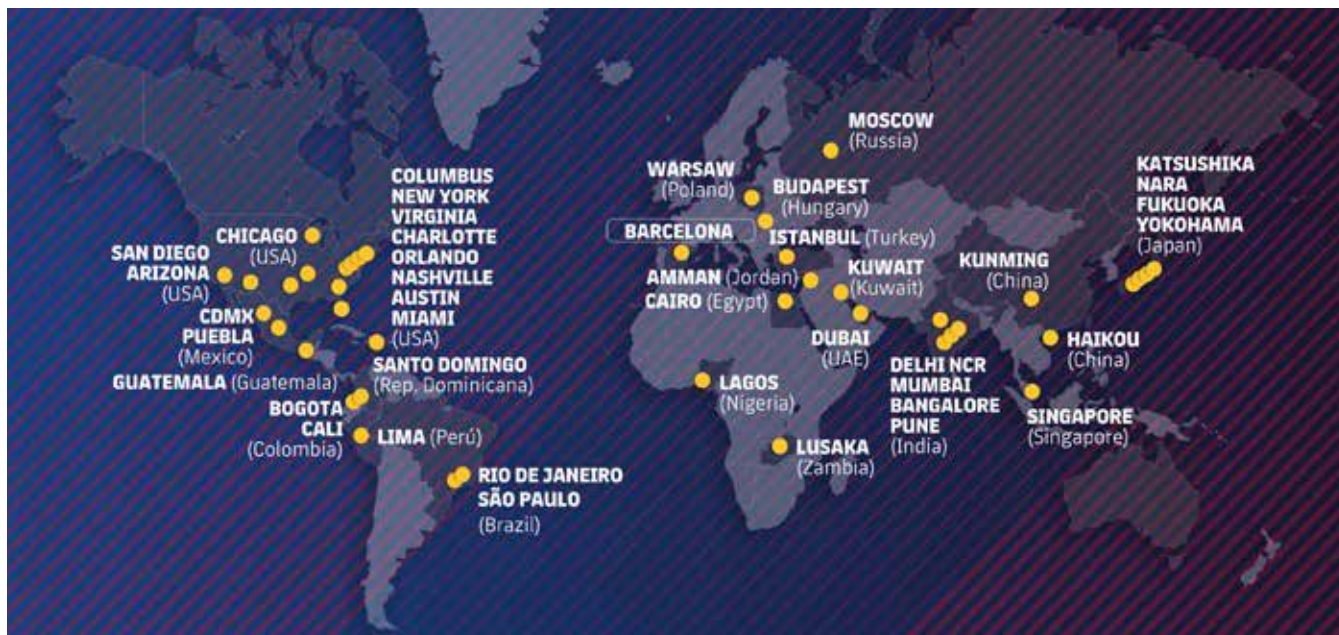 COLUMBUS
NEW YORK
VIRGINIA
CHARLOTTE
ORLANDO
NASHVILLE
AUSTIN
MIAMI
(USA)
CHICAGO
(USA)
SAN DIEGO
ARIZONA
(USA)
CDMX
PUEBLA
(Mexico)
GUATEMALA (Guatemala)
SANTO DOMINGO
(Rep. Dominicana)
BOGOTA
CALI
(Colombia)
LIMA (Perú)
RIO DE JANEIRO
SÃO PAULO
(Brazil)
MOSCOW
(Russia)
WARSAW
(Poland)
BUDAPEST
(Hungary)
BARCELONA
ISTANBUL (Turkey)
AMMAN (Jordan)
CAIRO (Egypt)
KUWAIT
(Kuwait)
DUBAI
(UAE)
LAGOS
(Nigeria)
LUSAKA
(Zambia)
DELHI NCR
MUMBAI
BANGALORE
PUNE
(India)
KUNMING
(China)
KATSUSHIKA
NARA
FUKUOKA
YOKOHAMA
(Japan)
HAIKOU
(China)
SINGAPORE
(Singapore)